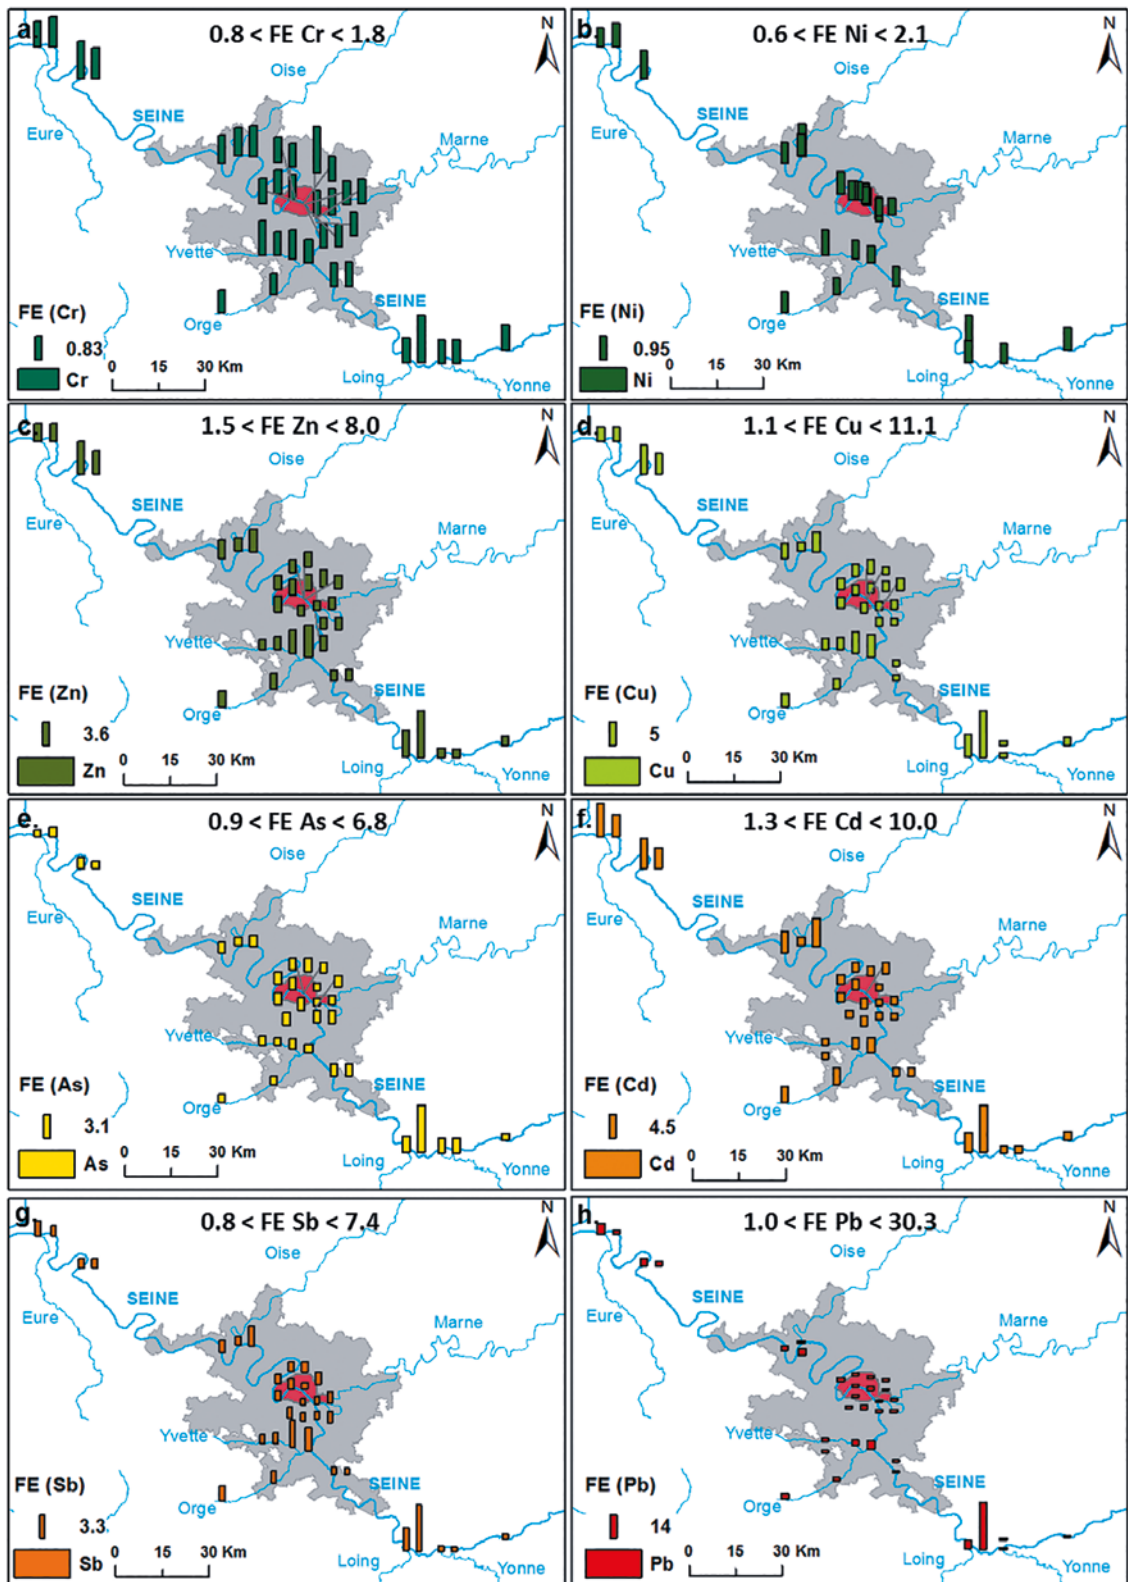 a.
0.8 < FE Cr < 1.8
N
Oise
SEINE
Eure
Marne
Yvette
SEINE
FE (Cr)
Orge
0.83
0 15 30 Km
Cr
Loing
Yonne
b.
0.6 < FE Ni < 2.1
N
Oise
SEINE
Eure
Marne
Yvette
SEINE
FE (Ni)
Orge
0.95
0 15 30 Km
Ni
Loing
Yonne
c.
1.5 < FE Zn < 8.0
N
Oise
SEINE
Eure
Marne
Yvette
SEINE
FE (Zn)
Orge
3.6
0 15 30 Km
Zn
Loing
Yonne
d.
1.1 < FE Cu < 11.1
N
Oise
SEINE
Eure
Marne
Yvette
SEINE
FE (Cu)
Orge
5
0 15 30 Km
Cu
Loing
Yonne
e.
0.9 < FE As < 6.8
N
Oise
SEINE
Eure
Marne
Yvette
SEINE
FE (As)
Orge
3.1
0 15 30 Km
As
Loing
Yonne
f.
1.3 < FE Cd < 10.0
N
Oise
SEINE
Eure
Marne
Yvette
SEINE
FE (Cd)
Orge
4.5
0 15 30 Km
Cd
Loing
Yonne
g.
0.8 < FE Sb < 7.4
N
Oise
SEINE
Eure
Marne
Yvette
SEINE
FE (Sb)
Orge
3.3
0 15 30 Km
Sb
Loing
Yonne
h.
1.0 < FE Pb < 30.3
N
Oise
SEINE
Eure
Marne
Yvette
SEINE
FE (Pb)
Orge
14
0 15 30 Km
Pb
Loing
Yonne